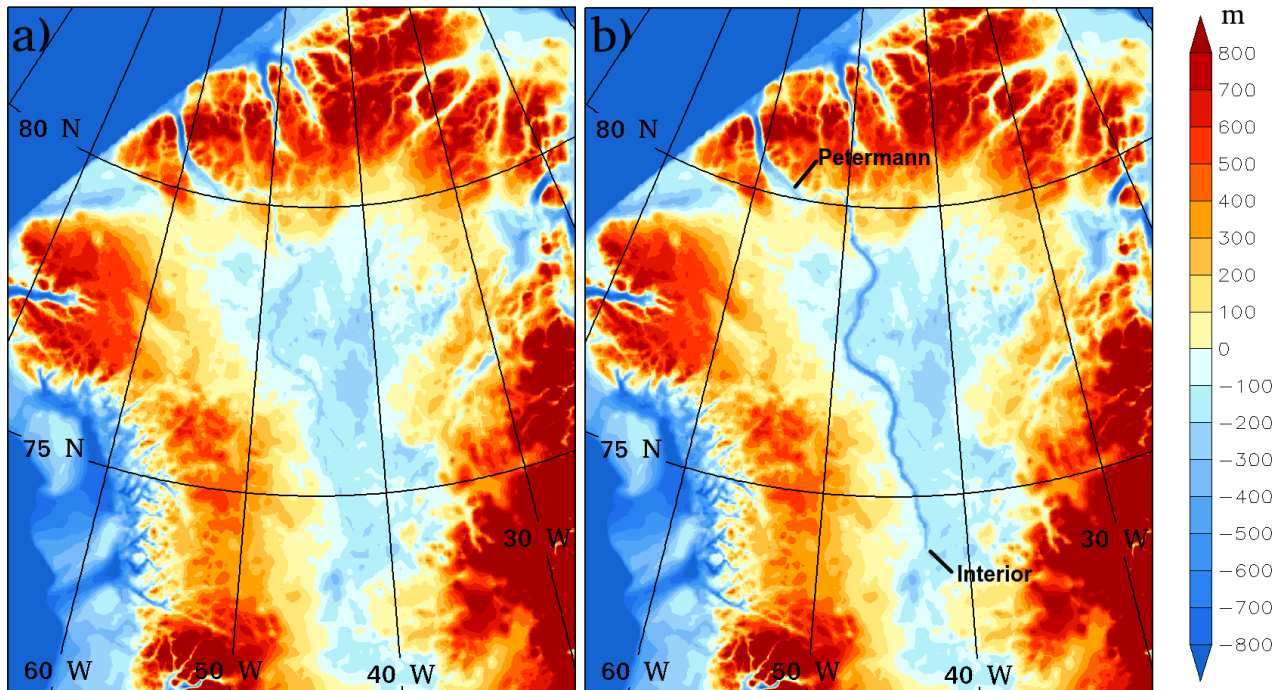 a)
80 N
75 N
60 W
50 W
40 W
30 W
b)
80 N
Petermann
75 N
Interior
60 W
50 W
40 W
30 W
m
800
700
600
500
400
300
200
100
0
−100
−200
−300
−400
−500
−600
−700
−800